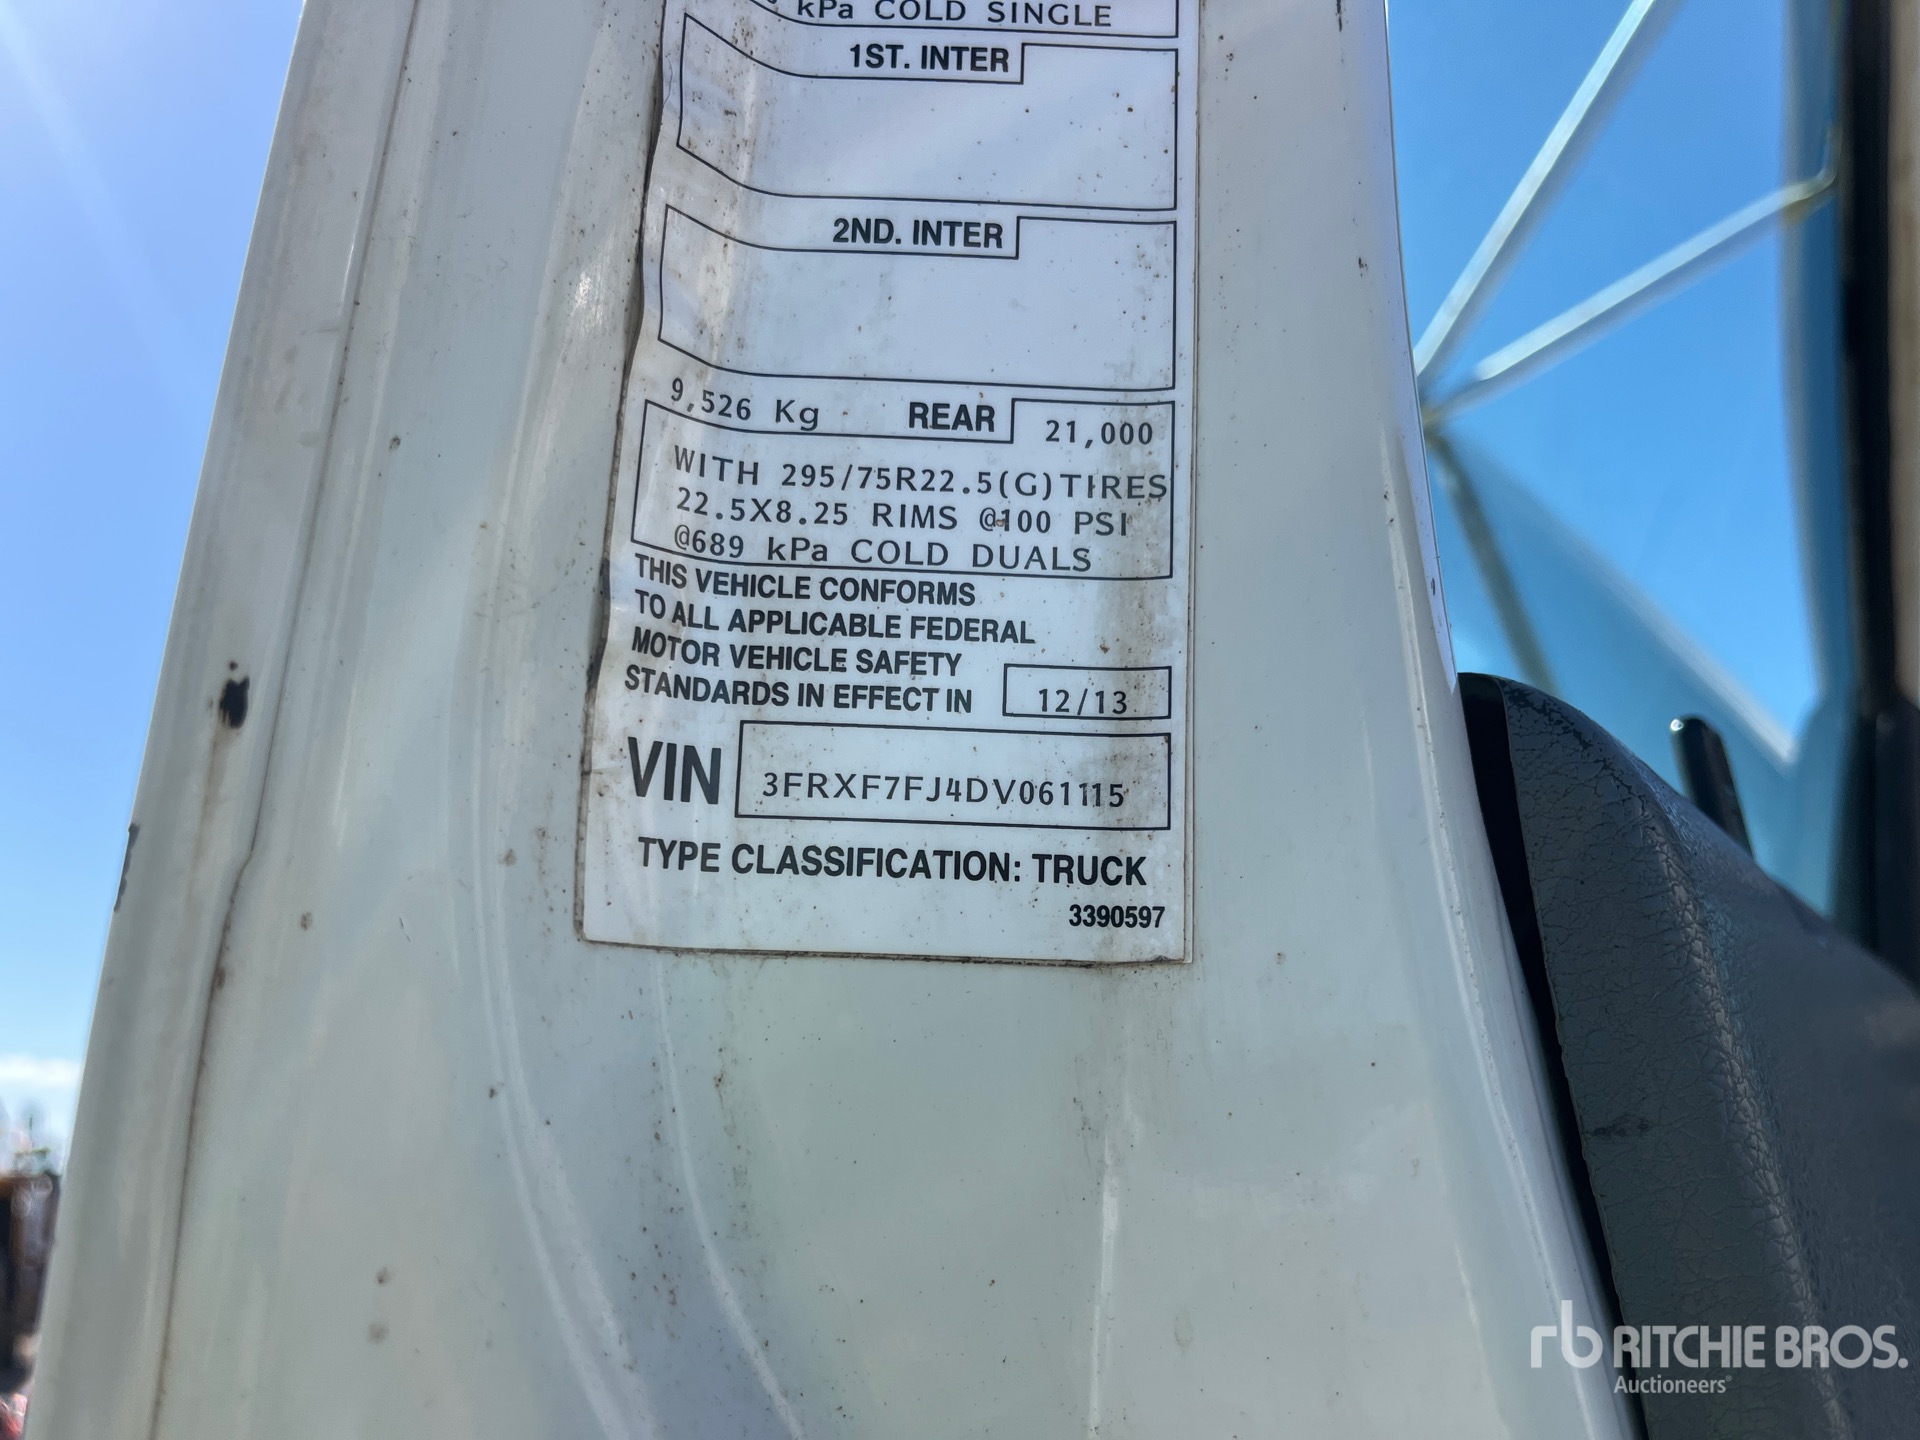 kPa COLD SINGLE
1ST. INTER
2ND. INTER
9,526 Kg REAR 21,000
WITH 295/75R22.5(G)TIRES
22.5X8.25 RIMS @100 PSI
@689 kPa COLD DUALS
THIS VEHICLE CONFORMS
TO ALL APPLICABLE FEDERAL
MOTOR VEHICLE SAFETY
STANDARDS IN EFFECT IN 12/13
VIN 3FRXF7FJ4DV061115
TYPE CLASSIFICATION: TRUCK
3390597
rb RITCHIE BROS.
Auctioneers